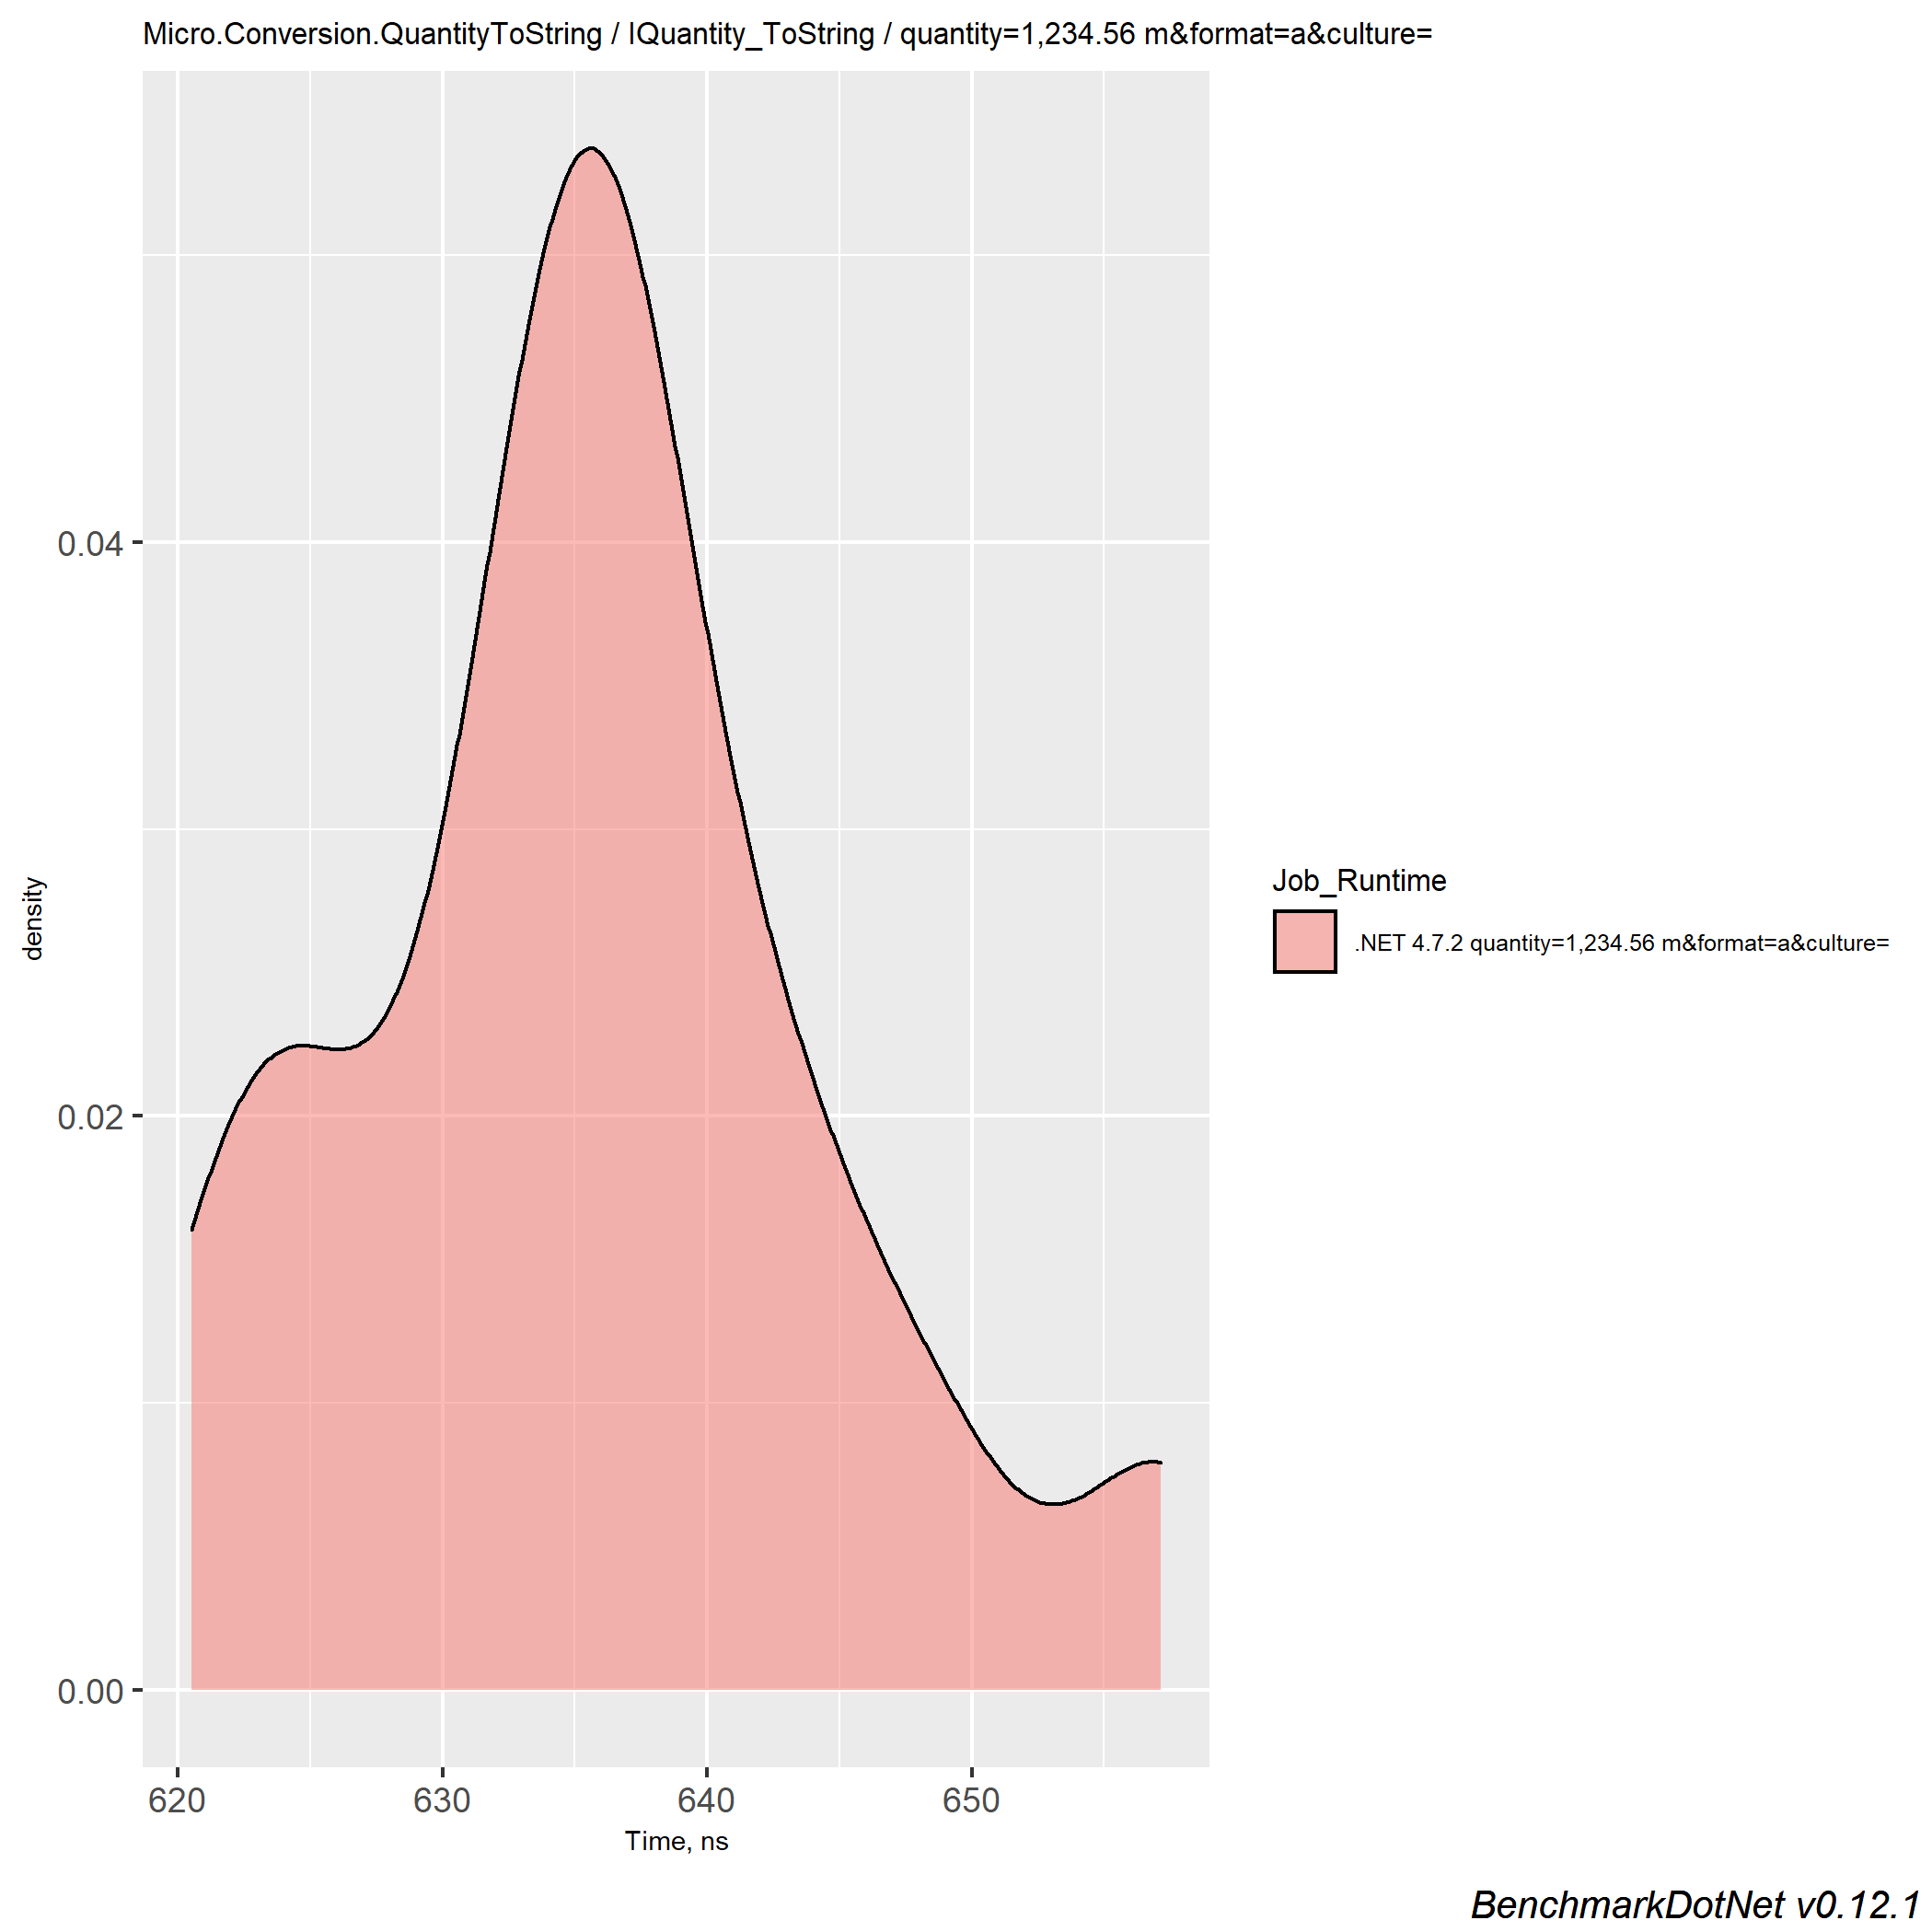 Micro.Conversion.QuantityToString / IQuantity_ToString / quantity=1,234.56 m&format=a&culture=
density
0.04
0.02
0.00
620 630 640 650
Time, ns
Job_Runtime
.NET 4.7.2 quantity=1,234.56 m&format=a&culture=
BenchmarkDotNet v0.12.1